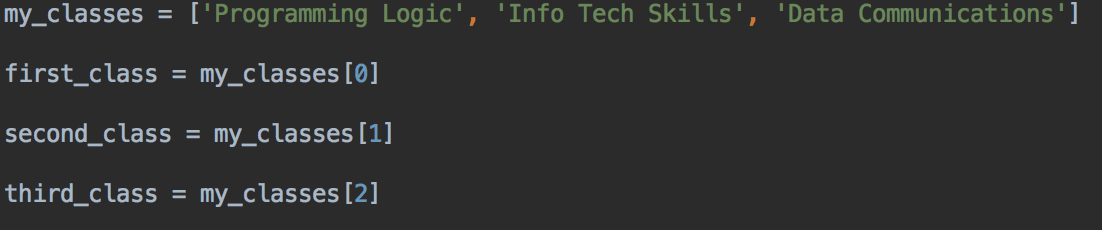 my_classes = ['Programming Logic', 'Info Tech Skills', 'Data Communications']
first_class = my_classes[0]
second_class = my_classes[1]
third_class = my_classes[2]